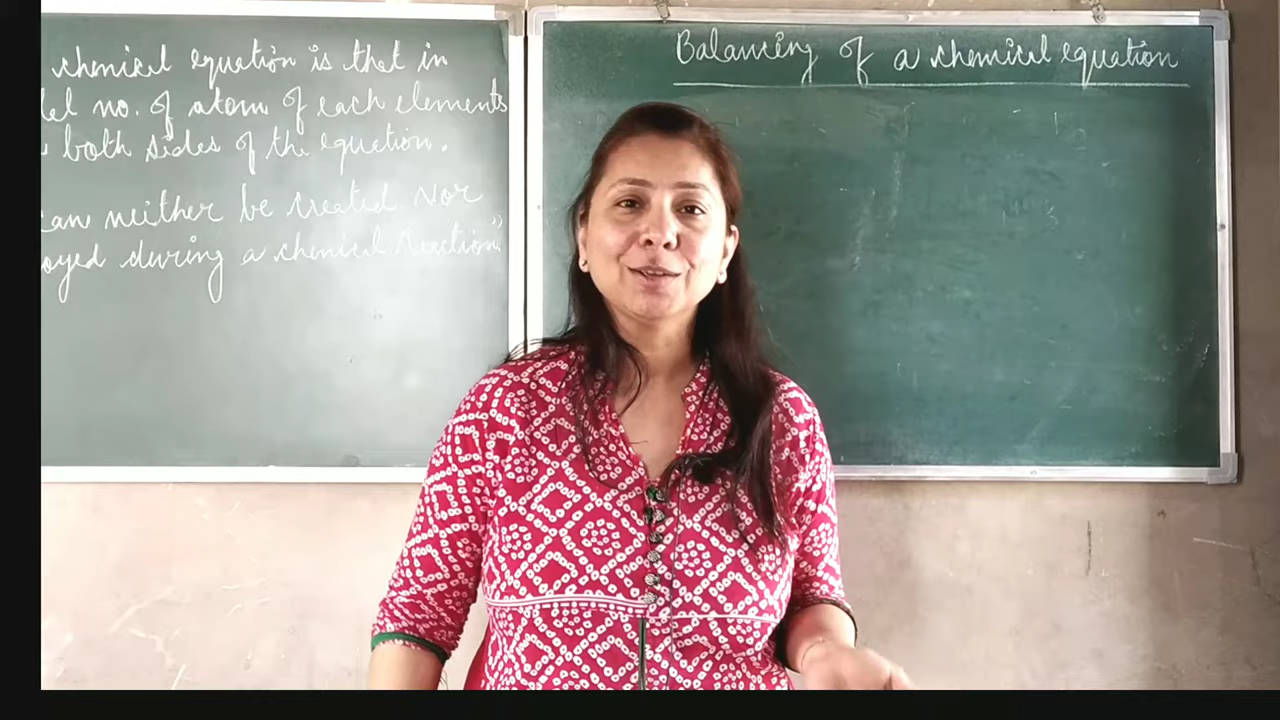 chemical equation is that in
no. of atom of each elements
both sides of the equation.
can neither be created Nor
oyed during a chemical Reaction"
Balancing of a chemical equation